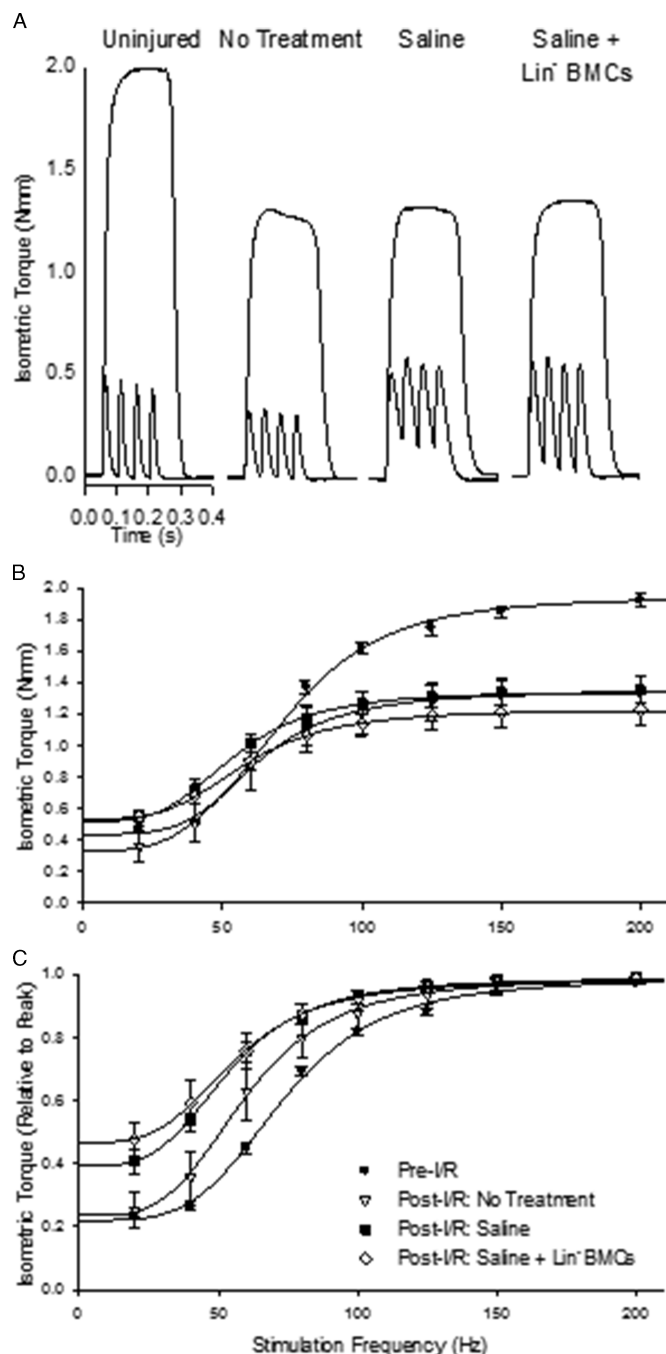 A
Uninjured No Treatment Saline Saline +
Lin⁻ BMCs
2.0
1.5
1.0
0.5
0.0
Isometric Torque (Nmm)
0.0 0.1 0.2 0.3 0.4
Time (s)
B
2.0
1.8
1.6
1.4
1.2
1.0
0.8
0.6
0.4
0.2
0.0
Isometric Torque (Nmm)
0 50 100 150 200
C
1.0
0.8
0.6
0.4
0.2
0.0
Isometric Torque (Relative to Peak)
Pre-I/R
Post-I/R: No Treatment
Post-I/R: Saline
Post-I/R: Saline + Lin⁻ BMCs
0 50 100 150 200
Stimulation Frequency (Hz)